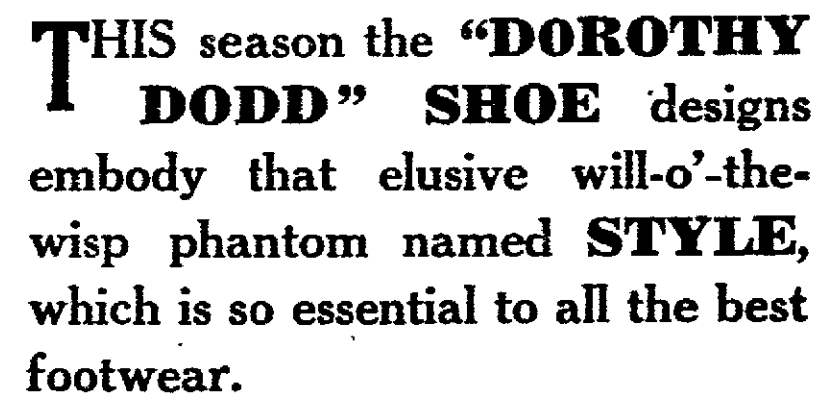 THIS season the “DOROTHY
DODD” SHOE designs
embody that elusive will-o’-the-
wisp phantom named STYLE,
which is so essential to all the best
footwear.